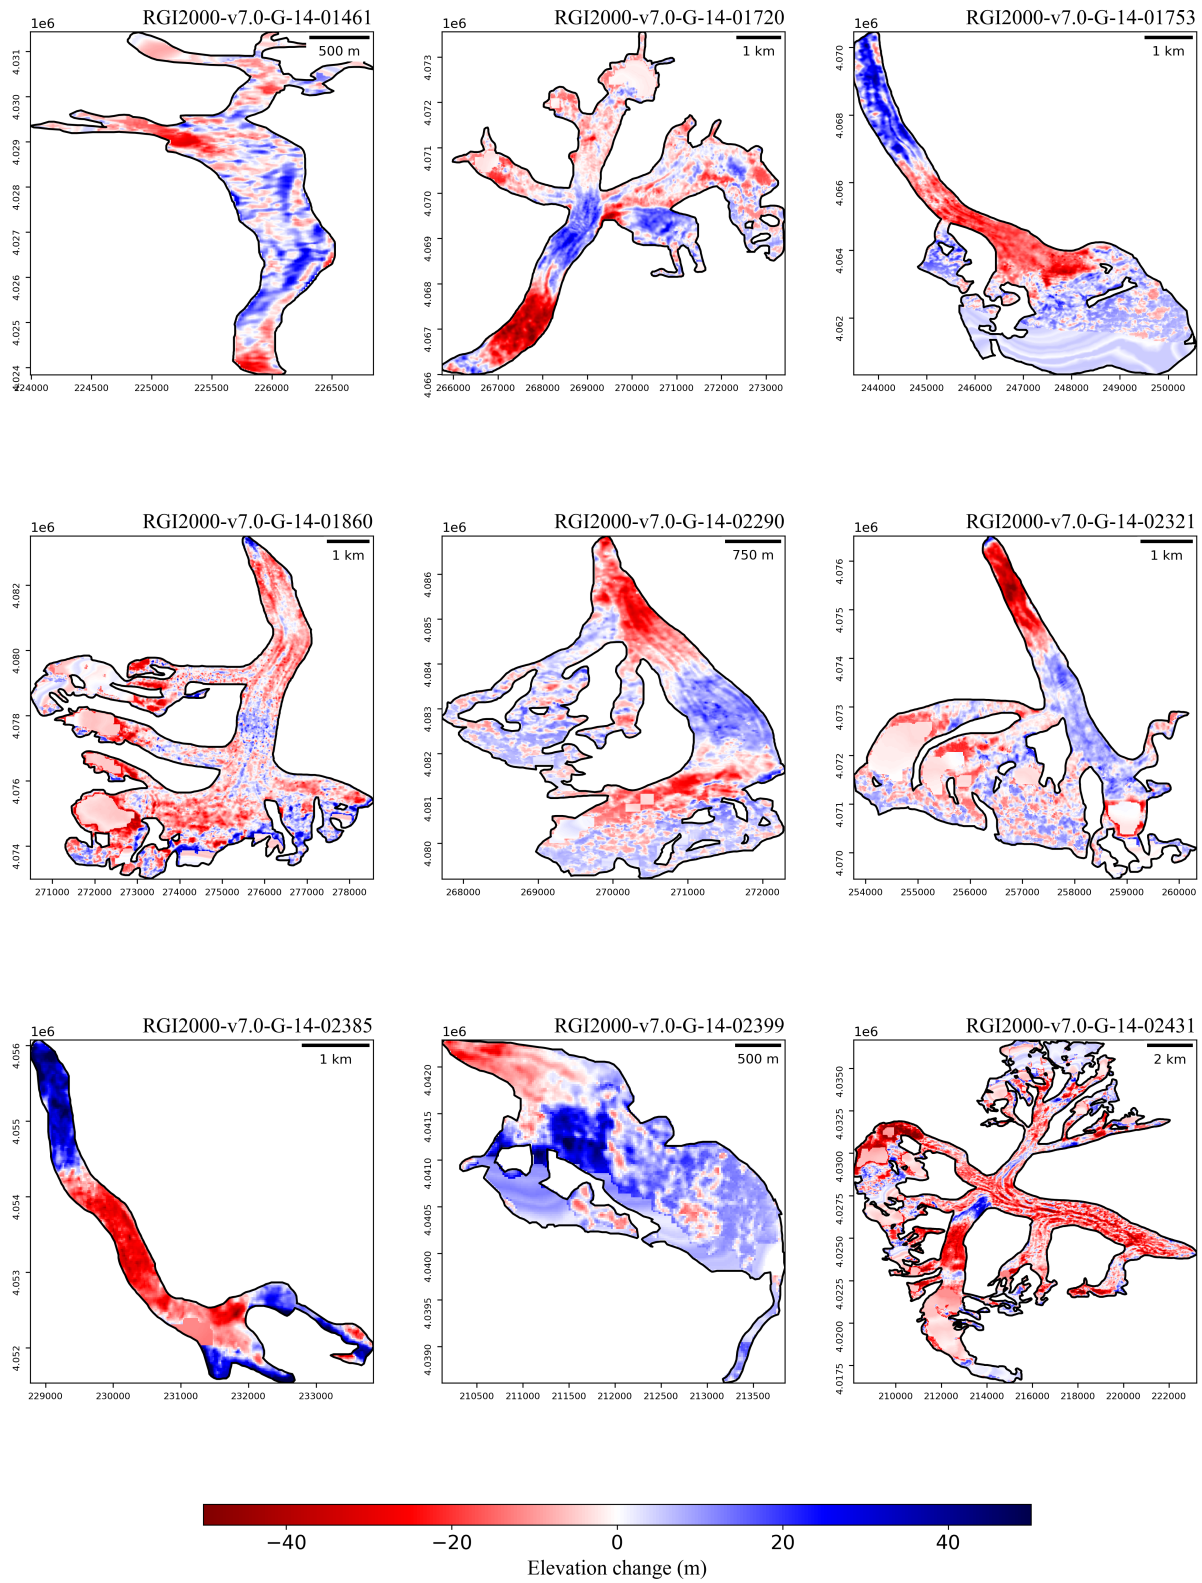 RGI2000-v7.0-G-14-01461
1e6
500 m
4.031
4.030
4.029
4.028
4.027
4.026
4.025
4.024
224000 224500 225000 225500 226000 226500
RGI2000-v7.0-G-14-01720
1e6
1 km
4.073
4.072
4.071
4.070
4.069
4.068
4.067
4.066
266000 267000 268000 269000 270000 271000 272000 273000
RGI2000-v7.0-G-14-01753
1e6
1 km
4.070
4.068
4.066
4.064
4.062
244000 245000 246000 247000 248000 249000 250000
RGI2000-v7.0-G-14-01860
1e6
1 km
4.082
4.080
4.078
4.076
4.074
271000 272000 273000 274000 275000 276000 277000 278000
RGI2000-v7.0-G-14-02290
1e6
750 m
4.086
4.085
4.084
4.083
4.082
4.081
4.080
268000 269000 270000 271000 272000
RGI2000-v7.0-G-14-02321
1e6
1 km
4.076
4.075
4.074
4.073
4.072
4.071
4.070
254000 255000 256000 257000 258000 259000 260000
RGI2000-v7.0-G-14-02385
1e6
1 km
4.056
4.055
4.054
4.053
4.052
229000 230000 231000 232000 233000
RGI2000-v7.0-G-14-02399
1e6
500 m
4.0420
4.0415
4.0410
4.0405
4.0400
4.0395
4.0390
210500 211000 211500 212000 212500 213000 213500
RGI2000-v7.0-G-14-02431
1e6
2 km
4.0350
4.0325
4.0300
4.0275
4.0250
4.0225
4.0200
4.0175
210000 212000 214000 216000 218000 220000 222000
−40 −20 0 20 40
Elevation change (m)